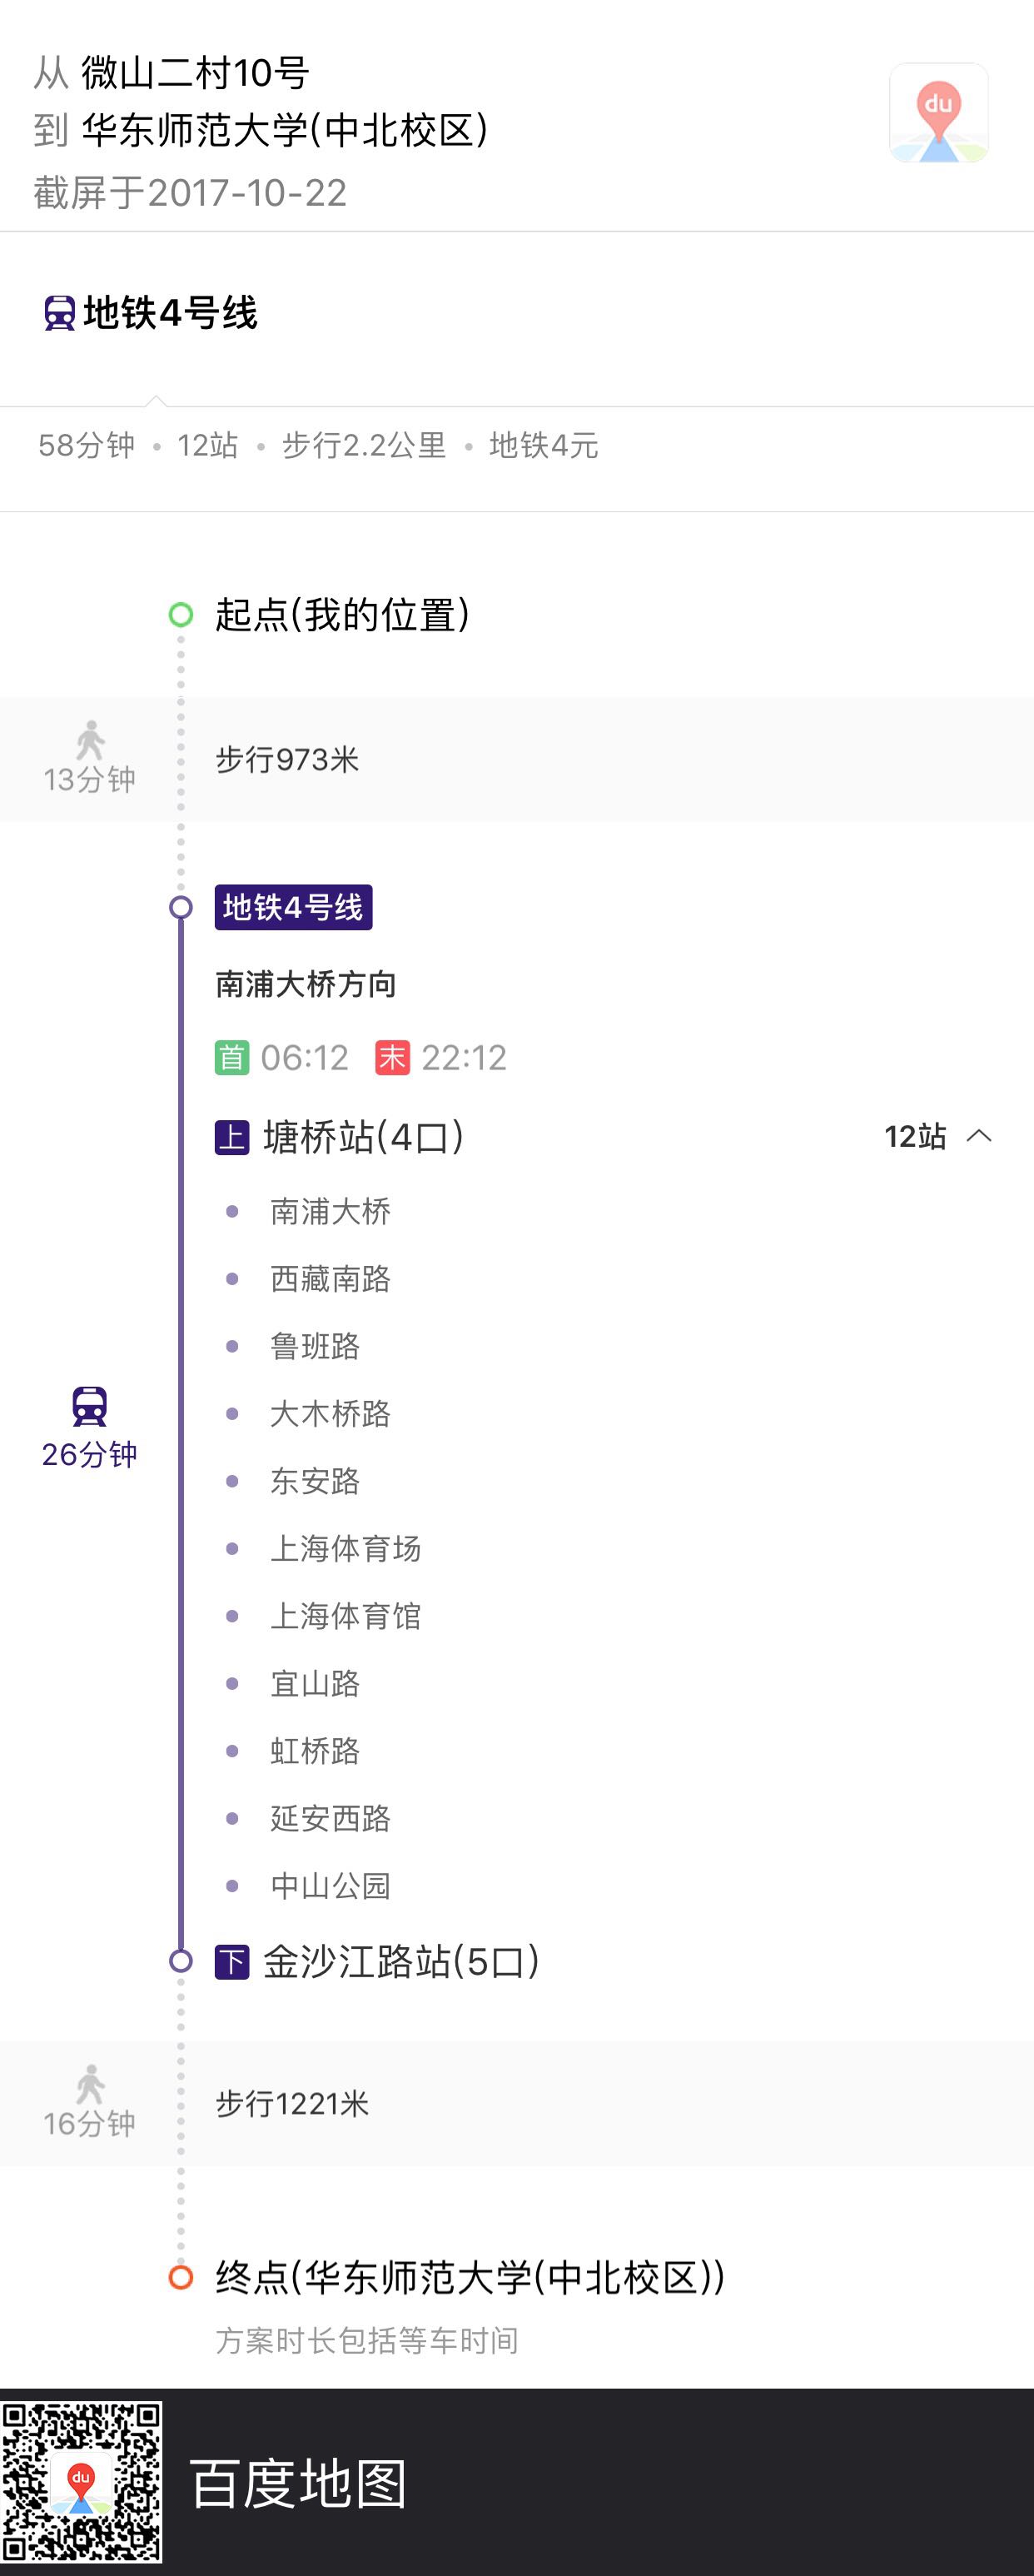 从 微山二村10号
到 华东师范大学(中北校区)
du
截屏于2017-10-22
地铁4号线
58分钟 • 12站 • 步行2.2公里 • 地铁4元
起点(我的位置)
步行973米
13分钟
地铁4号线
南浦大桥方向
首 06:12 末 22:12
上 塘桥站(4口) 12站
南浦大桥
西藏南路
鲁班路
大木桥路
东安路
上海体育场
上海体育馆
宜山路
虹桥路
延安西路
中山公园
26分钟
下 金沙江路站(5口)
步行1221米
16分钟
终点(华东师范大学(中北校区))
方案时长包括等车时间
du
百度地图